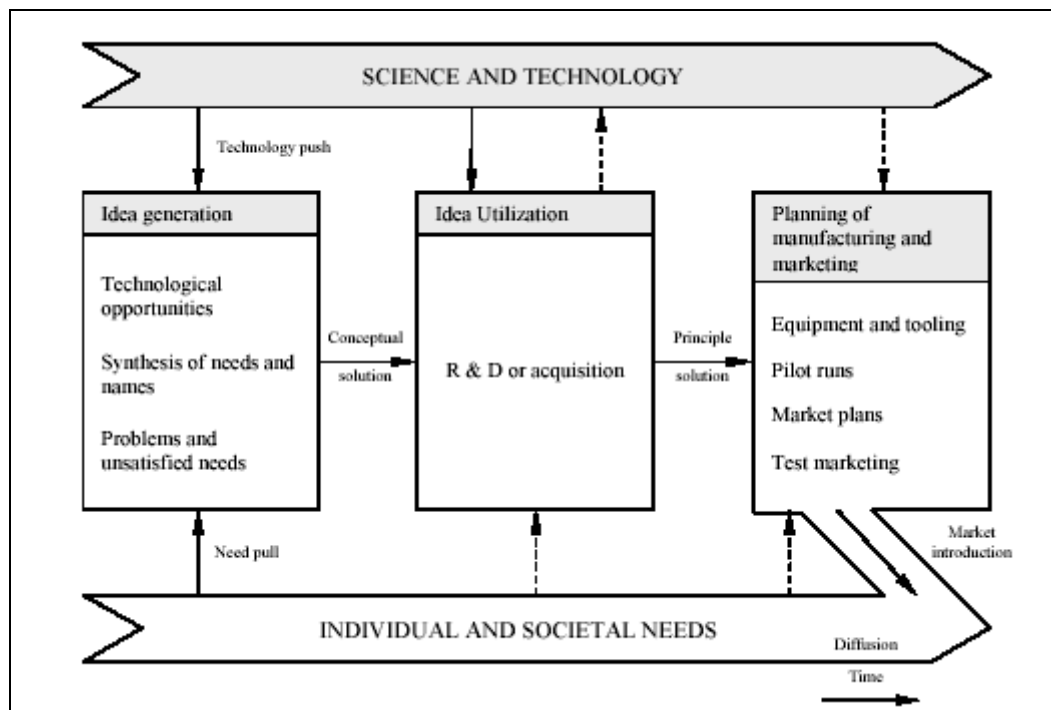 SCIENCE AND TECHNOLOGY
Technology push
Idea generation
Technological
opportunities
Synthesis of needs and
names
Problems and
unsatisfied needs
Conceptual
solution
Idea Utilization
R & D or acquisition
Principle
solution
Planning of
manufacturing and
marketing
Equipment and tooling
Pilot runs
Market plans
Test marketing
Need pull
Market
introduction
INDIVIDUAL AND SOCIETAL NEEDS
Diffusion
Time